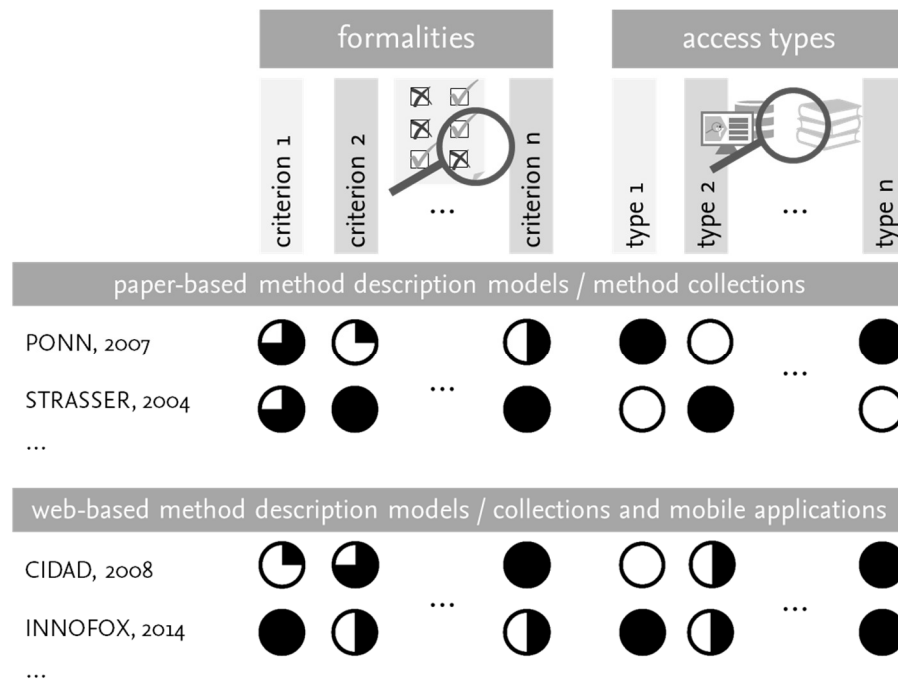 formalities
access types
criterion 1
criterion 2
...
criterion n
type 1
type 2
...
type n
paper-based method description models / method collections
PONN, 2007
...
...
STRASSER, 2004
...
web-based method description models / collections and mobile applications
CIDAD, 2008
...
...
INNOFOX, 2014
...